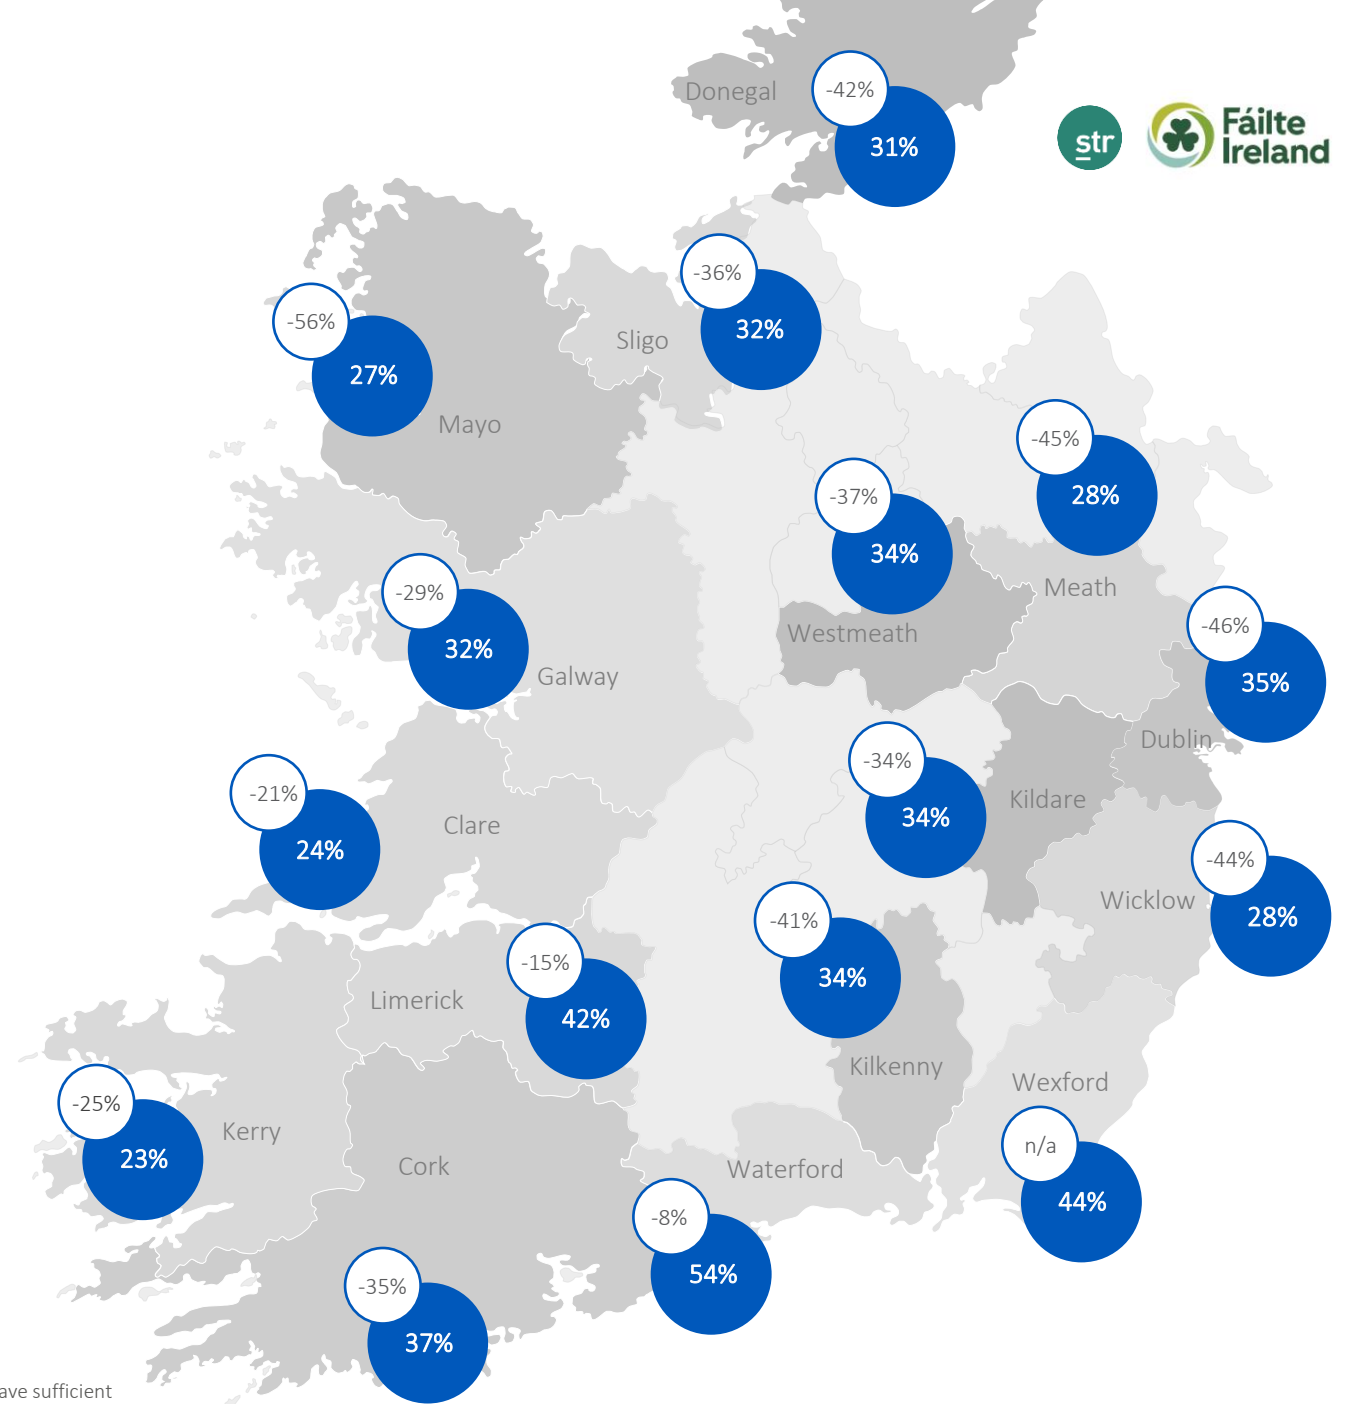 Donegal
-42%
31%
str
Fáilte
Ireland
-36%
32%
Sligo
-56%
27%
Mayo
-45%
28%
Meath
-37%
34%
Westmeath
-29%
32%
Galway
-46%
35%
Dublin
-34%
34%
Kildare
-21%
24%
Clare
-44%
28%
Wicklow
-41%
34%
Kilkenny
-15%
42%
Limerick
Wexford
n/a
44%
-25%
23%
Kerry
Cork
-35%
37%
Waterford
-8%
54%
ave sufficient